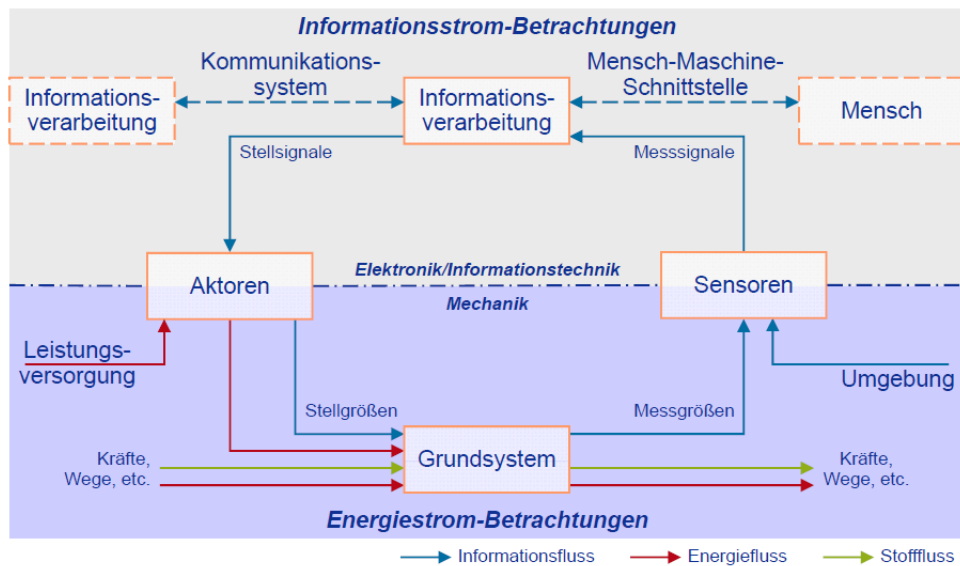 Informationsstrom-Betrachtungen
Kommunikations-
system
Mensch-Maschine-
Schnittstelle
Informations-
verarbeitung
Informations-
verarbeitung
Mensch
Stellsignale
Messsignale
Aktoren
Elektronik/Informationstechnik
Mechanik
Sensoren
Leistungs-
versorgung
Umgebung
Stellgrößen
Messgrößen
Kräfte,
Wege, etc.
Grundsystem
Kräfte,
Wege, etc.
Energiestrom-Betrachtungen
Informationsfluss
Energiefluss
Stofffluss